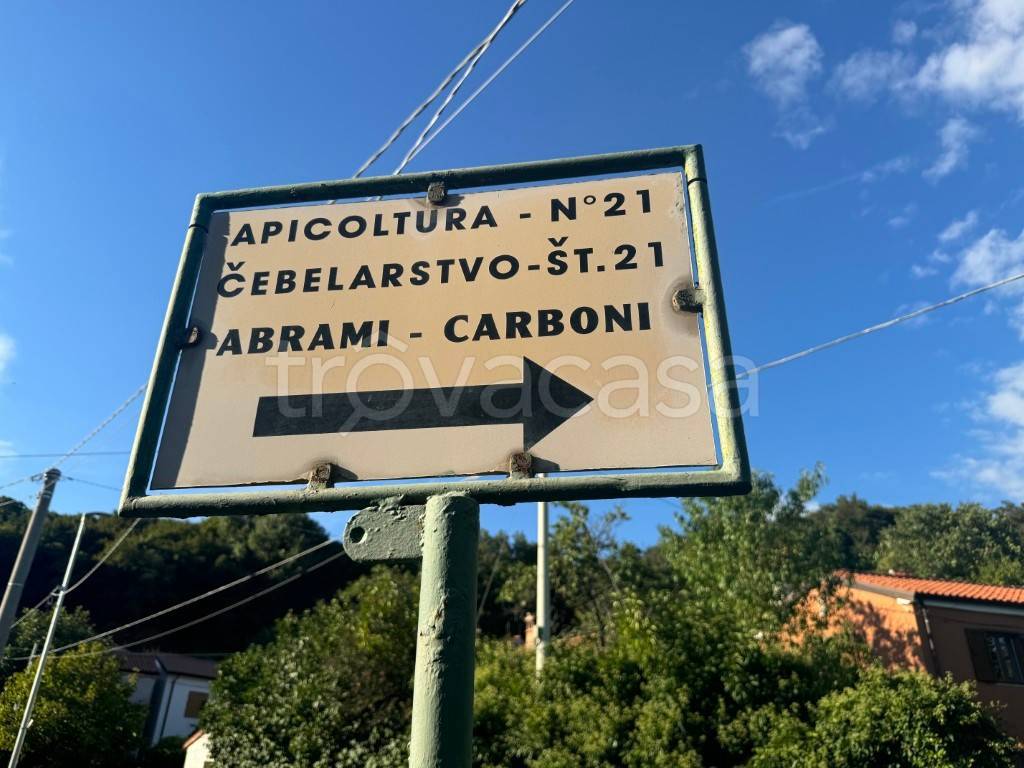 APICOLTURA - N°21
ČEBELARSTVO-ŠT.21
ABRAMI - CARBONI
trovacasa